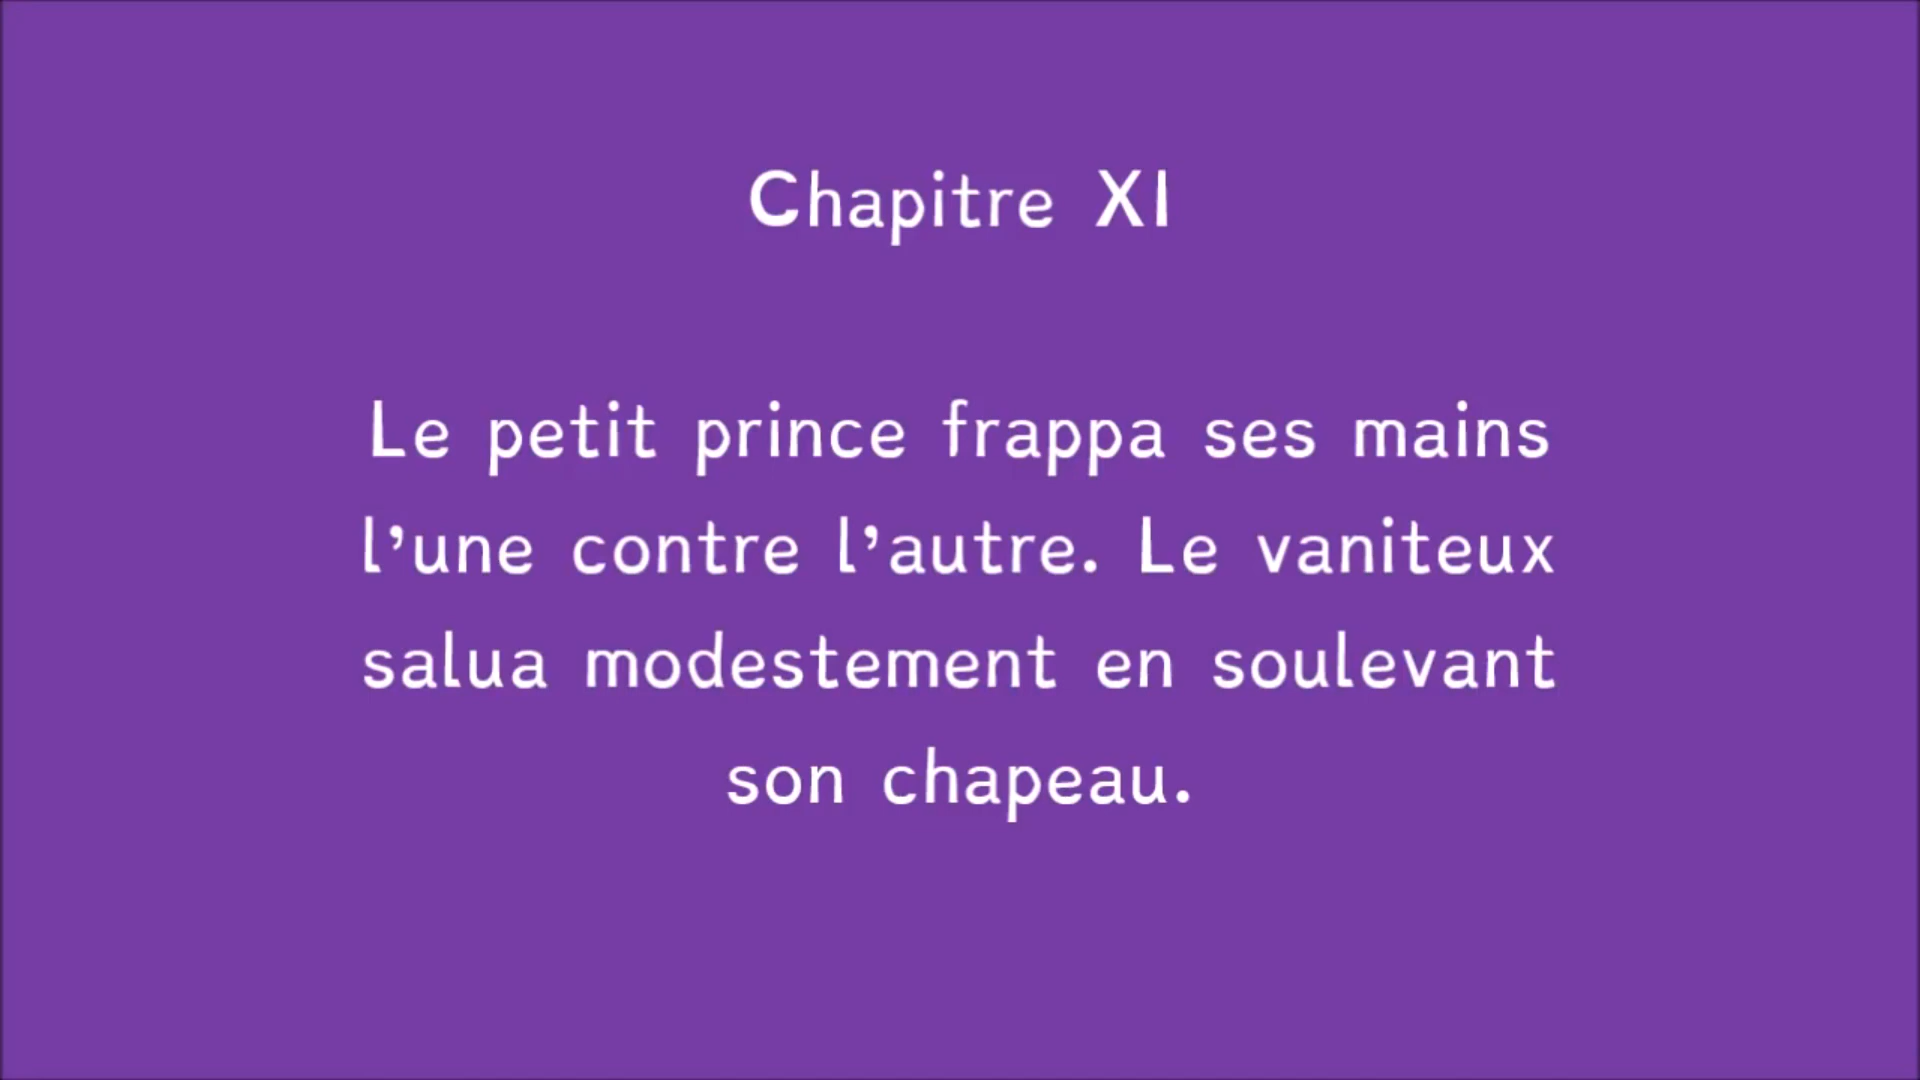 Chapitre XI
Le petit prince frappa ses mains
l’une contre l’autre. Le vaniteux
salua modestement en soulevant
son chapeau.